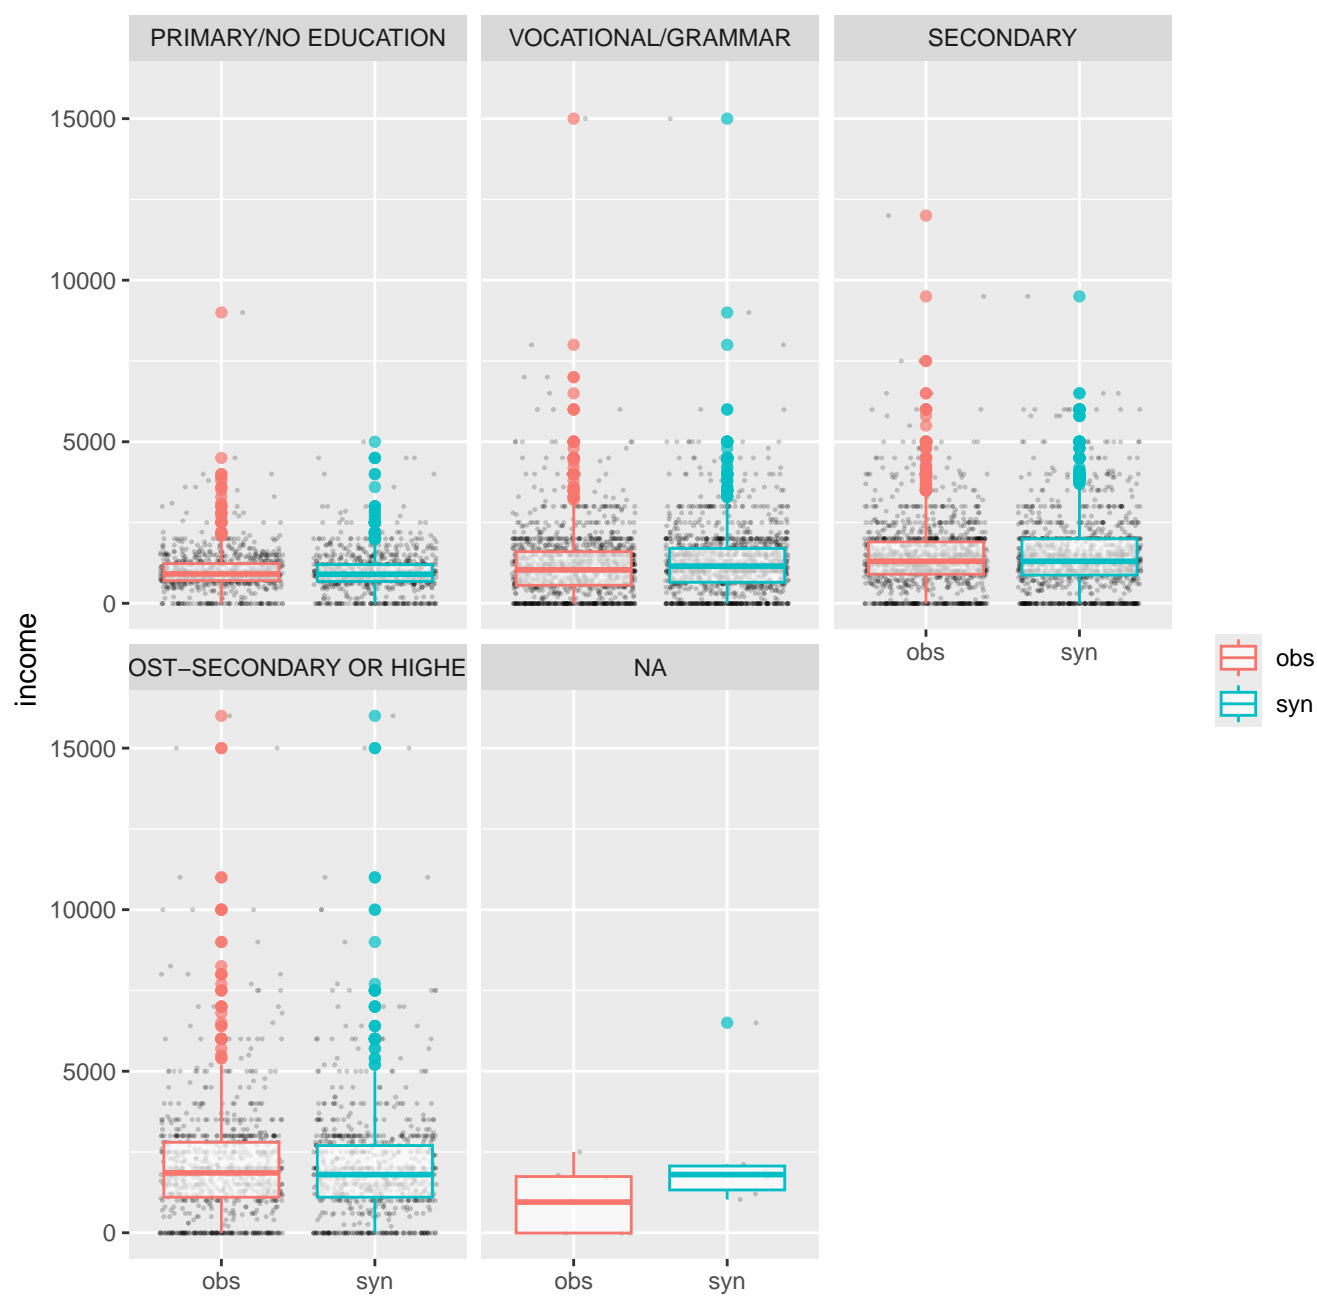 PRIMARY/NO EDUCATION
VOCATIONAL/GRAMMAR
SECONDARY
15000
10000
5000
0
obs
syn
OST−SECONDARY OR HIGHE
NA
15000
10000
5000
0
obs
syn
obs
syn
income
obs
syn